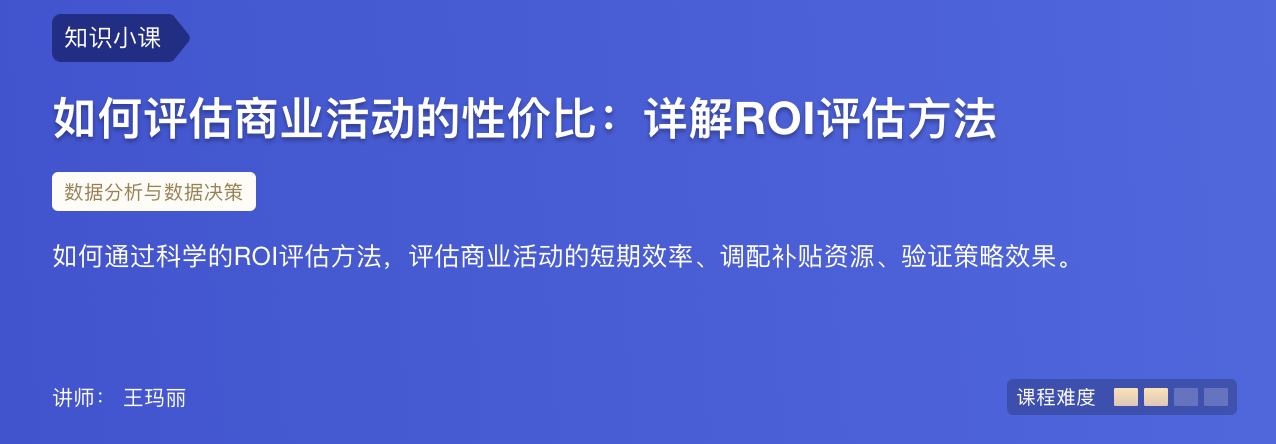 知识小课
如何评估商业活动的性价比：详解ROI评估方法
数据分析与数据决策
如何通过科学的ROI评估方法，评估商业活动的短期效率、调配补贴资源、验证策略效果。
讲师： 王玛丽
课程难度